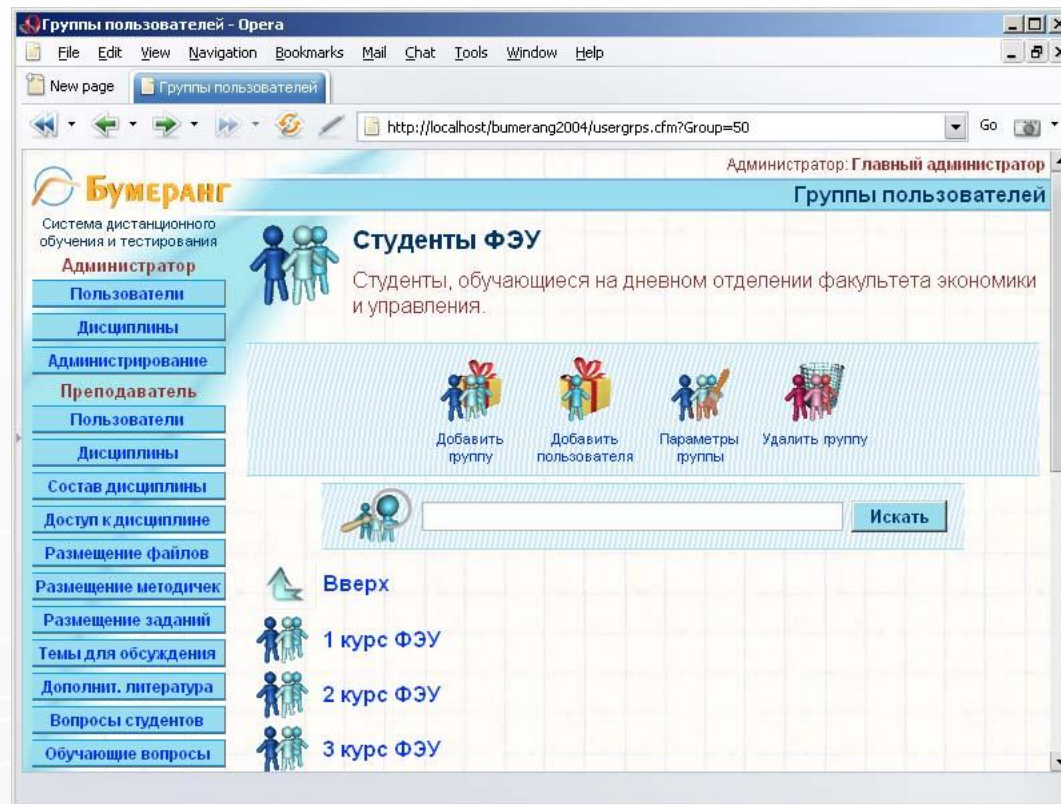 Группы пользователей - Opera
File Edit View Navigation Bookmarks Mail Chat Tools Window Help
New page Группы пользователей
http://localhost/bumerang2004/usergrps.cfm?Group=50 Go
Администратор: Главный администратор
Бумеранг
Группы пользователей
Система дистанционного
обучения и тестирования
Администратор
Пользователи
Дисциплины
Администрирование
Преподаватель
Пользователи
Дисциплины
Состав дисциплины
Доступ к дисциплине
Размещение файлов
Размещение методичек
Размещение заданий
Темы для обсуждения
Дополнит. литература
Вопросы студентов
Обучающие вопросы
Студенты ФЭУ
Студенты, обучающиеся на дневном отделении факультета экономики
и управления.
Добавить
группу
Добавить
пользователя
Параметры
группы
Удалить группу
Искать
Вверх
1 курс ФЭУ
2 курс ФЭУ
3 курс ФЭУ